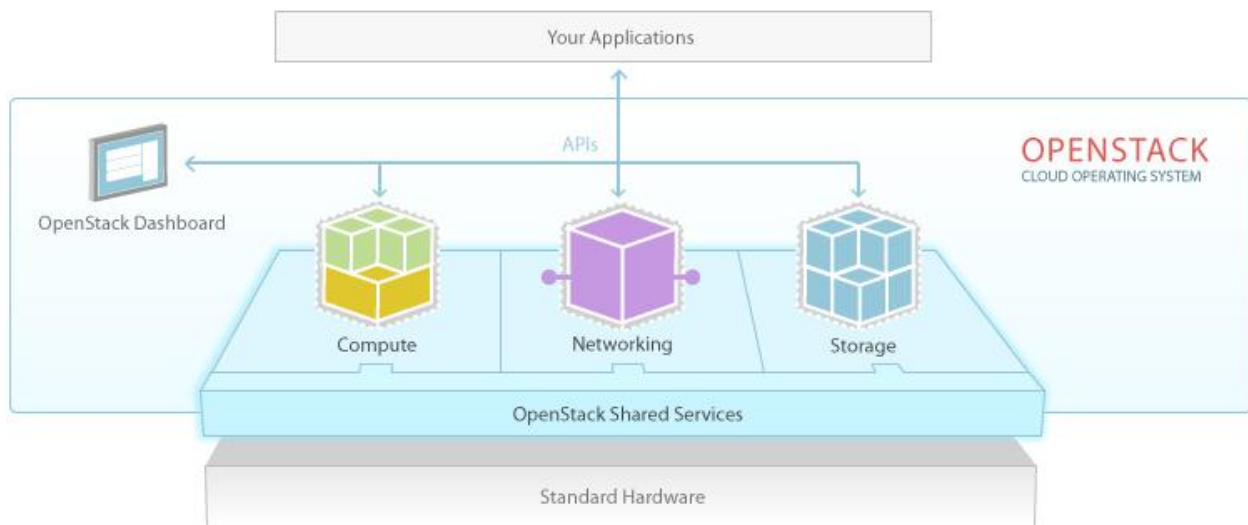 Your Applications
APIs
OPENSTACK
CLOUD OPERATING SYSTEM
OpenStack Dashboard
Compute
Networking
Storage
OpenStack Shared Services
Standard Hardware